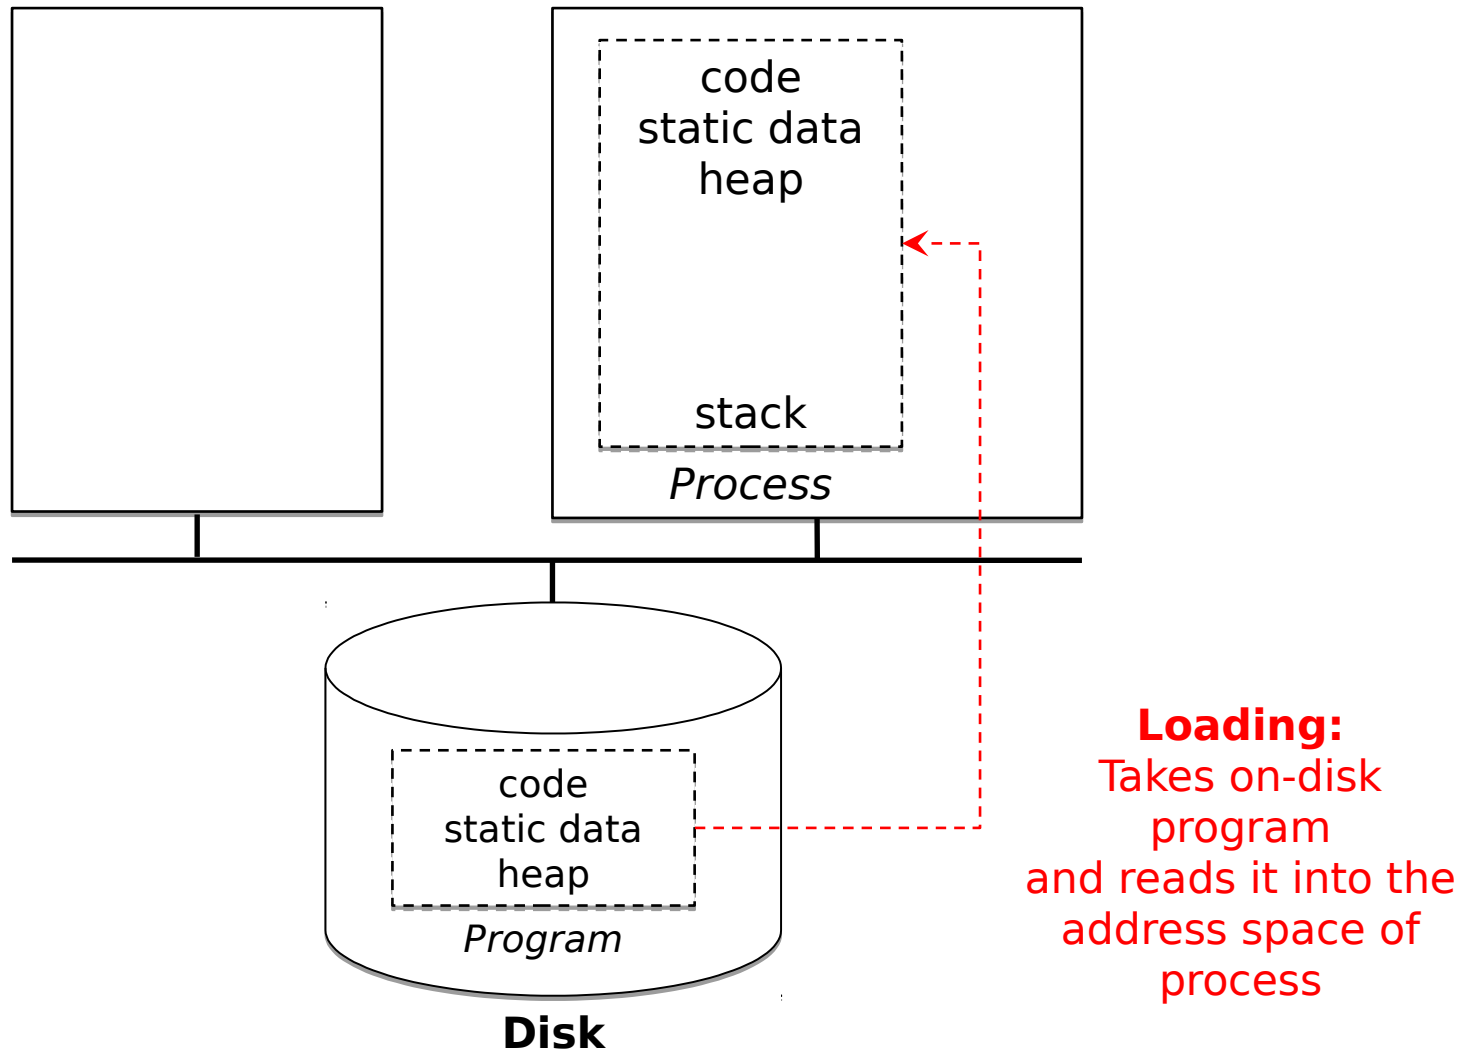 code
static data
heap
stack
Process
code
static data
heap
Program
Disk
Loading:
Takes on-disk
program
and reads it into the
address space of
process